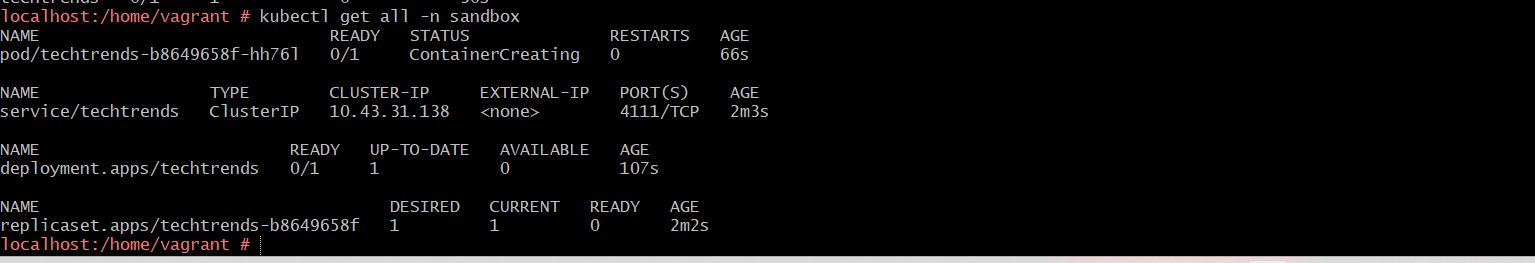 localhost:/home/vagrant # kubectl get all -n sandbox
NAME READY STATUS RESTARTS AGE
pod/techtrends-b8649658f-hh76l 0/1 ContainerCreating 0 66s
NAME TYPE CLUSTER-IP EXTERNAL-IP PORT(S) AGE
service/techtrends ClusterIP 10.43.31.138 <none> 4111/TCP 2m3s
NAME READY UP-TO-DATE AVAILABLE AGE
deployment.apps/techtrends 0/1 1 0 107s
NAME DESIRED CURRENT READY AGE
replicaset.apps/techtrends-b8649658f 1 1 0 2m2s
localhost:/home/vagrant #